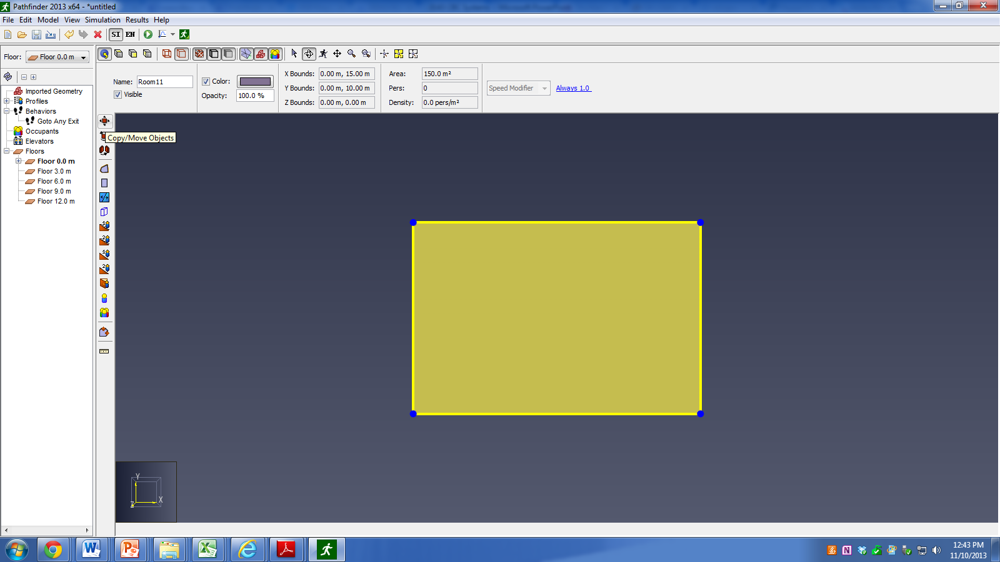 Pathfinder 2013 x64 - *untitled
File Edit Model View Simulation Results Help
SI EN
Floor: Floor 0.0 m
Name: Room11
Visible
Color:
Opacity: 100.0 %
X Bounds: 0.00 m, 15.00 m
Y Bounds: 0.00 m, 10.00 m
Z Bounds: 0.00 m, 0.00 m
Area: 150.0 m²
Pers: 0
Density: 0.0 pers/m²
Speed Modifier Always 1.0
Imported Geometry
Profiles
Behaviors
Goto Any Exit
Occupants
Elevators
Floors
Floor 0.0 m
Floor 3.0 m
Floor 6.0 m
Floor 9.0 m
Floor 12.0 m
Copy/Move Objects
Y
X
Z
12:43 PM
11/10/2013